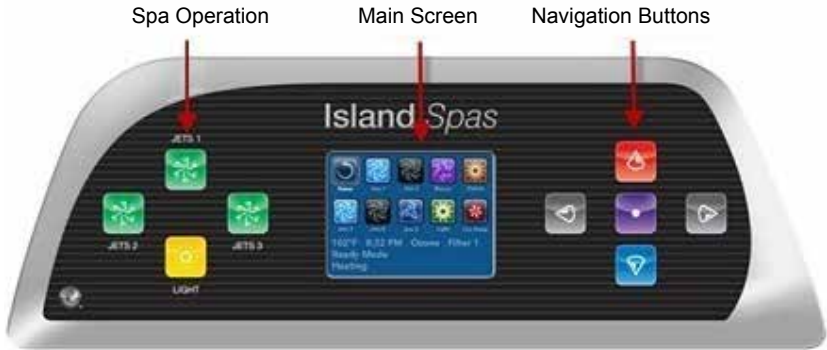 Spa Operation
Main Screen
Navigation Buttons
Island Spas
JETS 1
JETS 2
JETS 3
LIGHT
102°F 8:32 PM Ozone Filter 1
Ready Mode
Heating